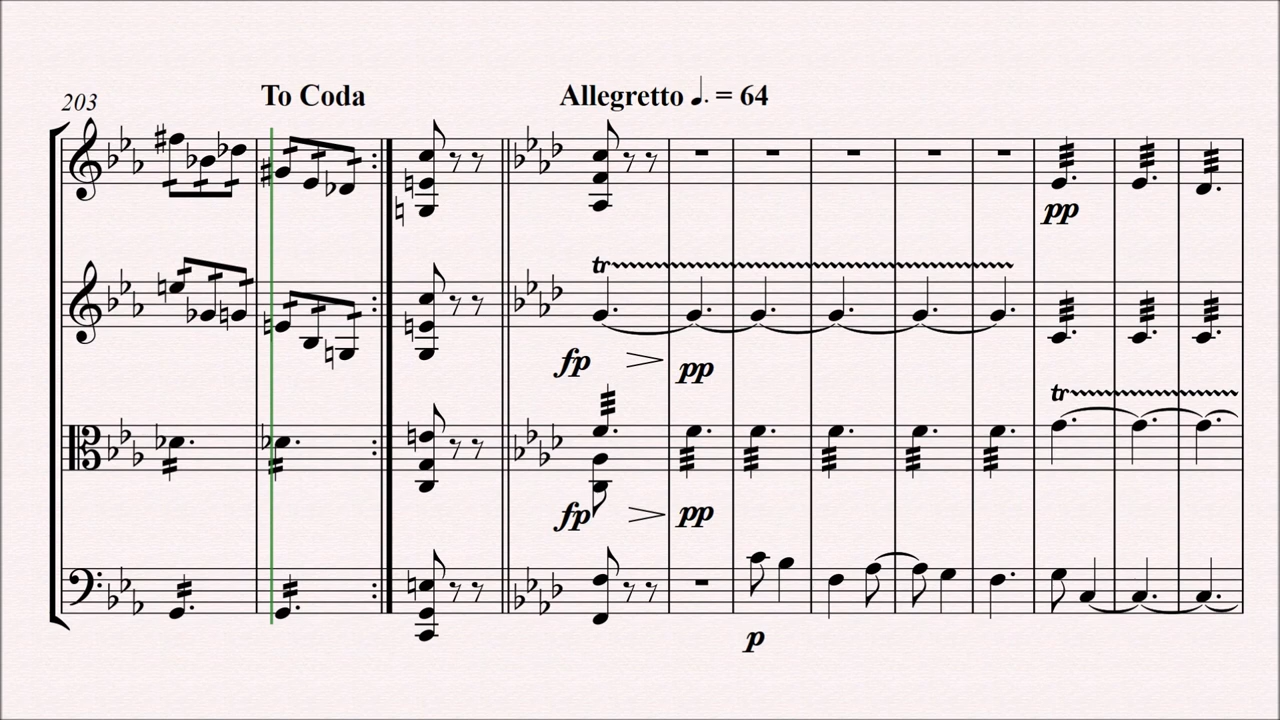 203
To Coda
Allegretto ♩. = 64
pp
tr
fp pp
tr
fp pp
p